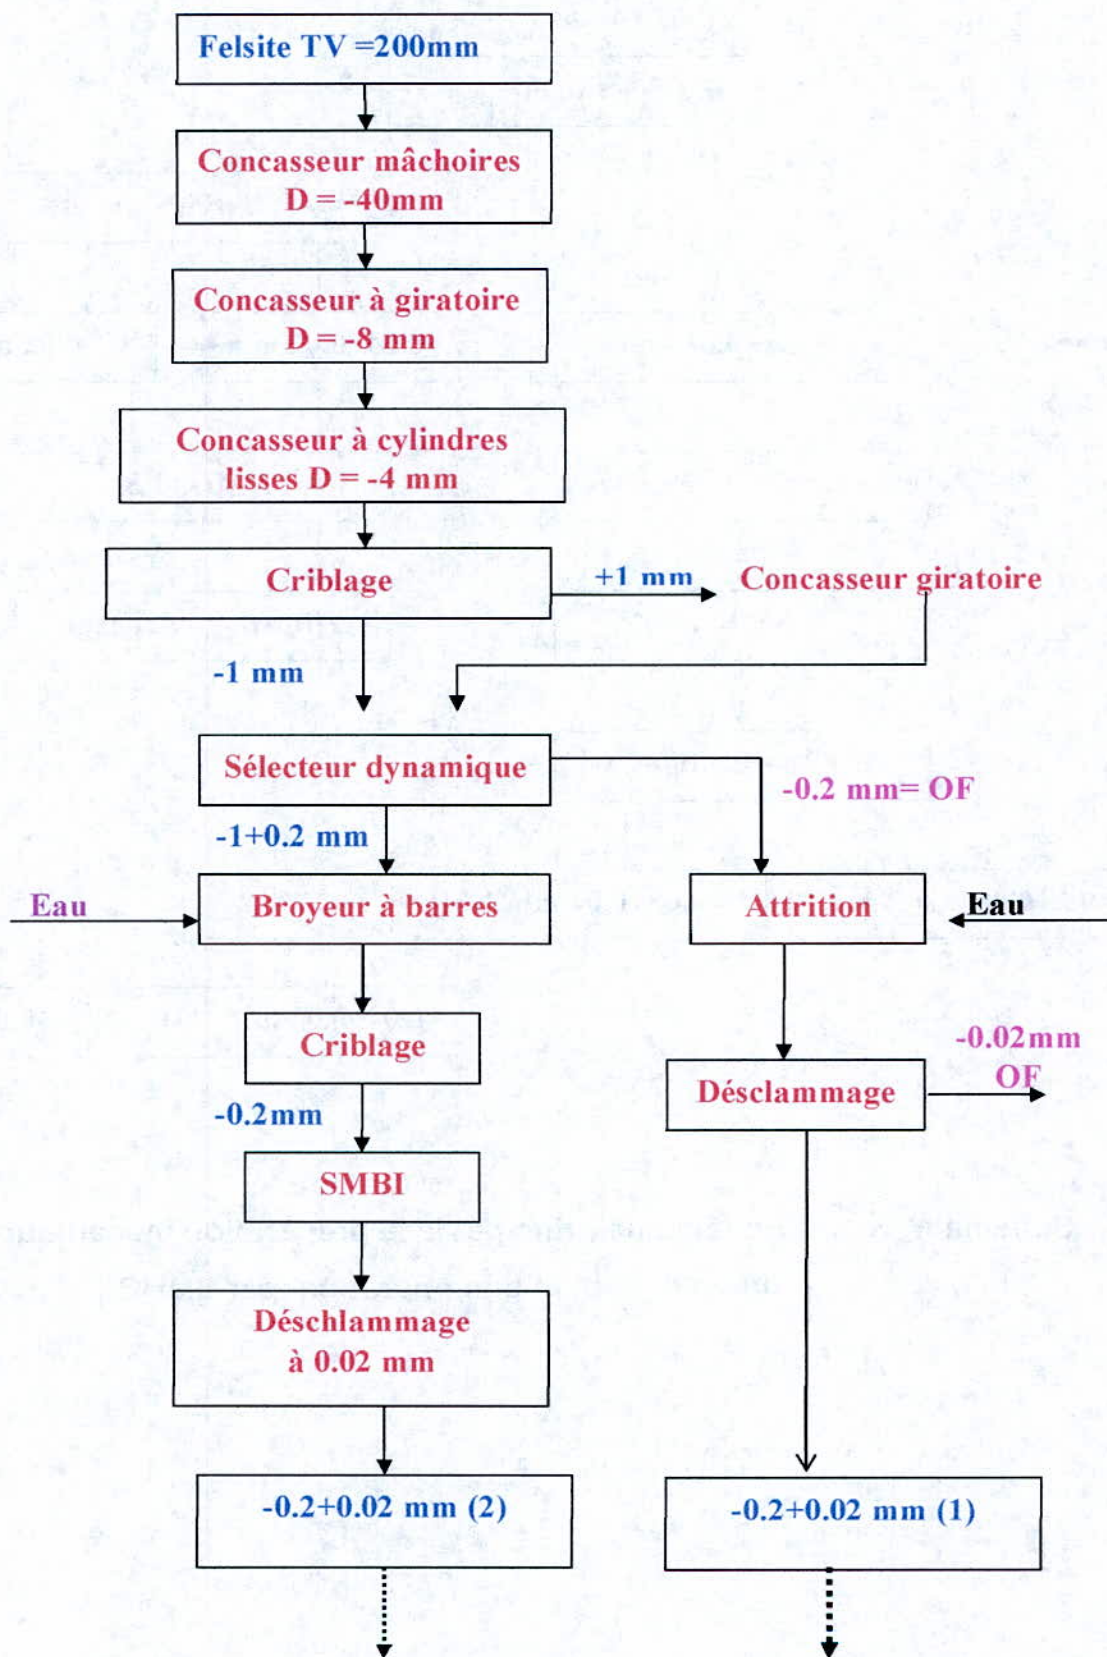 Felsite TV =200mm
Concasseur mâchoires
D = -40mm
Concasseur à giratoire
D = -8 mm
Concasseur à cylindres
lisses D = -4 mm
Criblage
+1 mm
Concasseur giratoire
-1 mm
Sélecteur dynamique
-0.2 mm= OF
-1+0.2 mm
Eau
Broyeur à barres
Attrition
Eau
Criblage
-0.02mm
OF
Désclammage
-0.2mm
SMBI
Déschlammage
à 0.02 mm
-0.2+0.02 mm (2)
-0.2+0.02 mm (1)